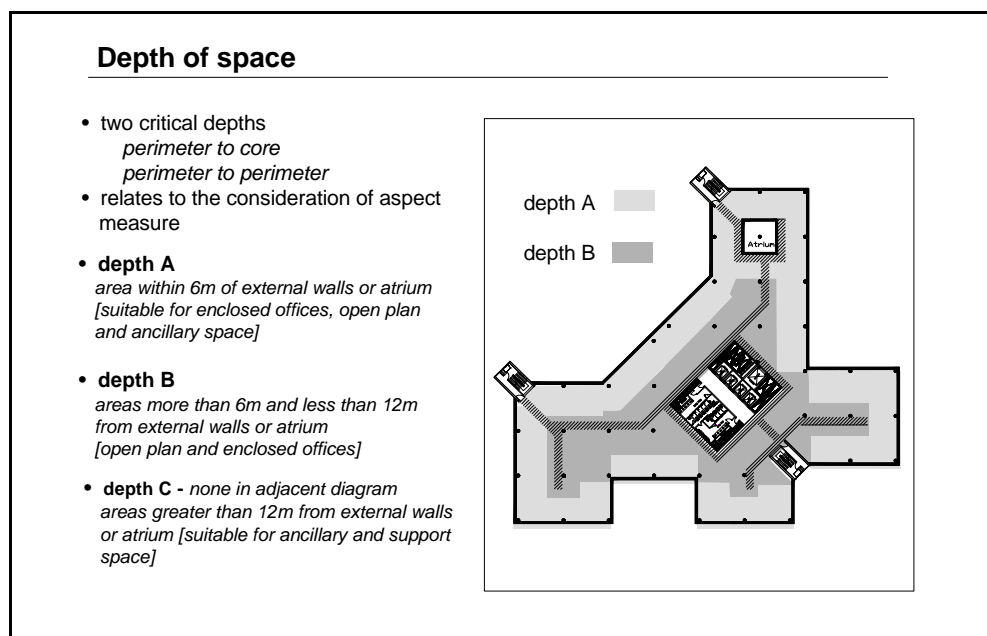 Depth of space
• two critical depths
perimeter to core
perimeter to perimeter
• relates to the consideration of aspect
measure
• depth A
area within 6m of external walls or atrium
[suitable for enclosed offices, open plan
and ancillary space]
• depth B
areas more than 6m and less than 12m
from external walls or atrium
[open plan and enclosed offices]
• depth C - none in adjacent diagram
areas greater than 12m from external walls
or atrium [suitable for ancillary and support
space]
depth A
depth B
Atrium